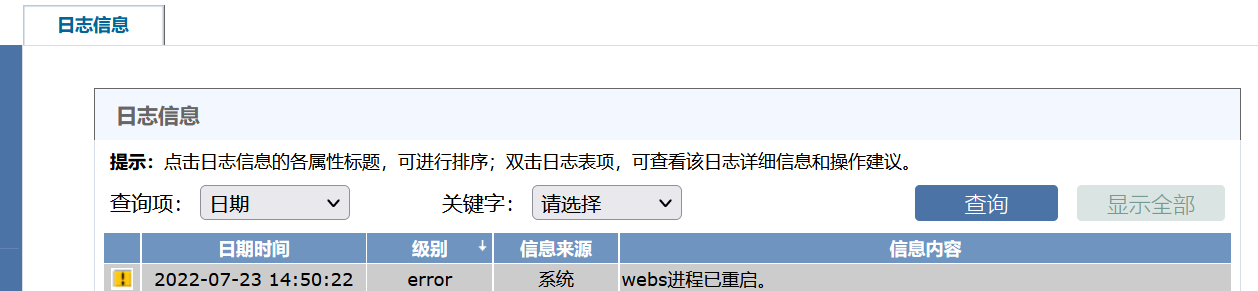 日志信息
日志信息
提示：点击日志信息的各属性标题，可进行排序；双击日志表项，可查看该日志详细信息和操作建议。
查询项： 日期 关键字： 请选择 查询 显示全部
日期时间 级别 信息来源 信息内容
2022-07-23 14:50:22 error 系统 webs进程已重启。